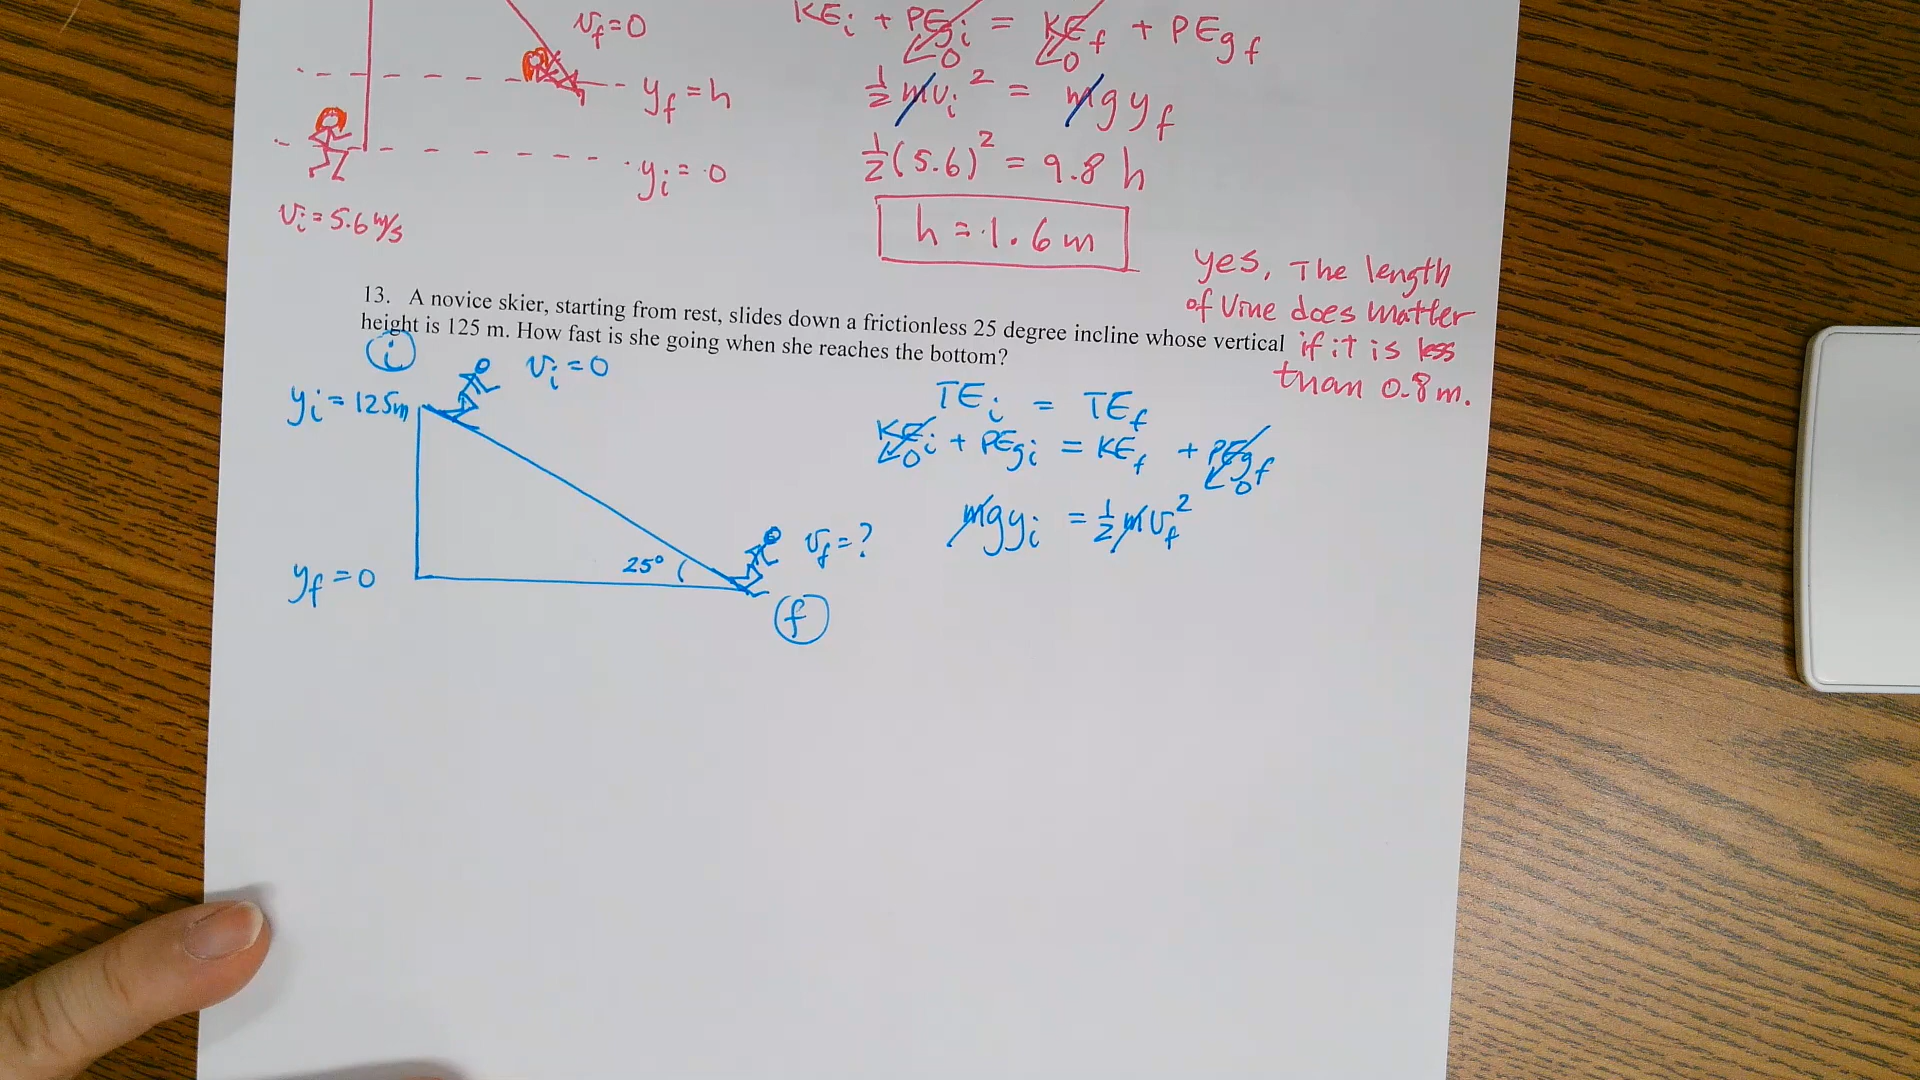 vf=0
KEi + PEgi = KEf + PEgf
0
0
yf = h
½ mvi² = mgyf
yi = 0
½(5.6)² = 9.8 h
vi = 5.6 m/s
h = 1.6 m
yes, The length
of vine does matter
if it is less
than 0.8 m.
13. A novice skier, starting from rest, slides down a frictionless 25 degree incline whose vertical
height is 125 m. How fast is she going when she reaches the bottom?
i
vi = 0
yi = 125m
TEi = TEf
KEi + PEgi = KEf + PEgf
0
0
mgyi = ½ mvf²
vf = ?
25°
yf = 0
f